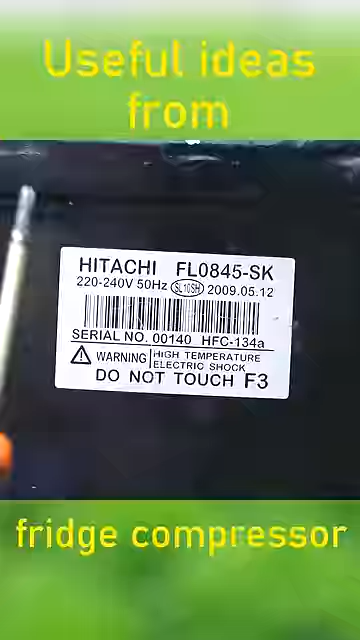 Useful ideas
from
HITACHI FL0845-SK
220-240V 50Hz SL10SH 2009.05.12
SERIAL NO. 00140 HFC-134a
WARNING HIGH TEMPERATURE
ELECTRIC SHOCK
DO NOT TOUCH F3
fridge compressor